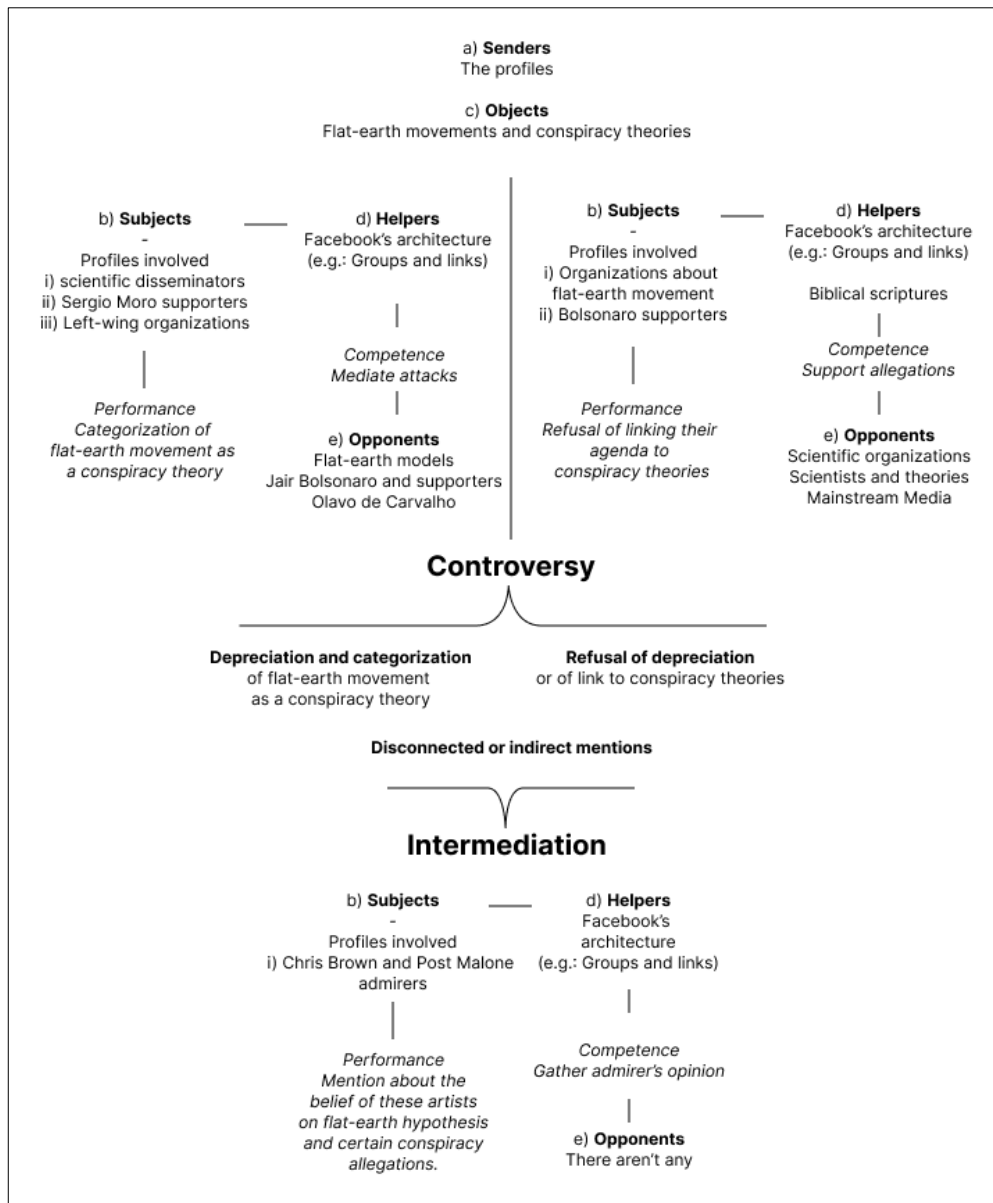 a) Senders
The profiles
c) Objects
Flat-earth movements and conspiracy theories
b) Subjects
-
Profiles involved
i) scientific disseminators
ii) Sergio Moro supporters
iii) Left-wing organizations
Performance
Categorization of
flat-earth movement as
a conspiracy theory
d) Helpers
Facebook's architecture
(e.g.: Groups and links)
Competence
Mediate attacks
e) Opponents
Flat-earth models
Jair Bolsonaro and supporters
Olavo de Carvalho
b) Subjects
-
Profiles involved
i) Organizations about
flat-earth movement
ii) Bolsonaro supporters
Performance
Refusal of linking their
agenda to
conspiracy theories
d) Helpers
Facebook's architecture
(e.g.: Groups and links)
Biblical scriptures
Competence
Support allegations
e) Opponents
Scientific organizations
Scientists and theories
Mainstream Media
Controversy
Depreciation and categorization
of flat-earth movement
as a conspiracy theory
Refusal of depreciation
or of link to conspiracy theories
Disconnected or indirect mentions
Intermediation
b) Subjects
-
Profiles involved
i) Chris Brown and Post Malone
admirers
Performance
Mention about the
belief of these artists
on flat-earth hypothesis
and certain conspiracy
allegations.
d) Helpers
Facebook's
architecture
(e.g.: Groups and links)
Competence
Gather admirer's opinion
e) Opponents
There aren't any